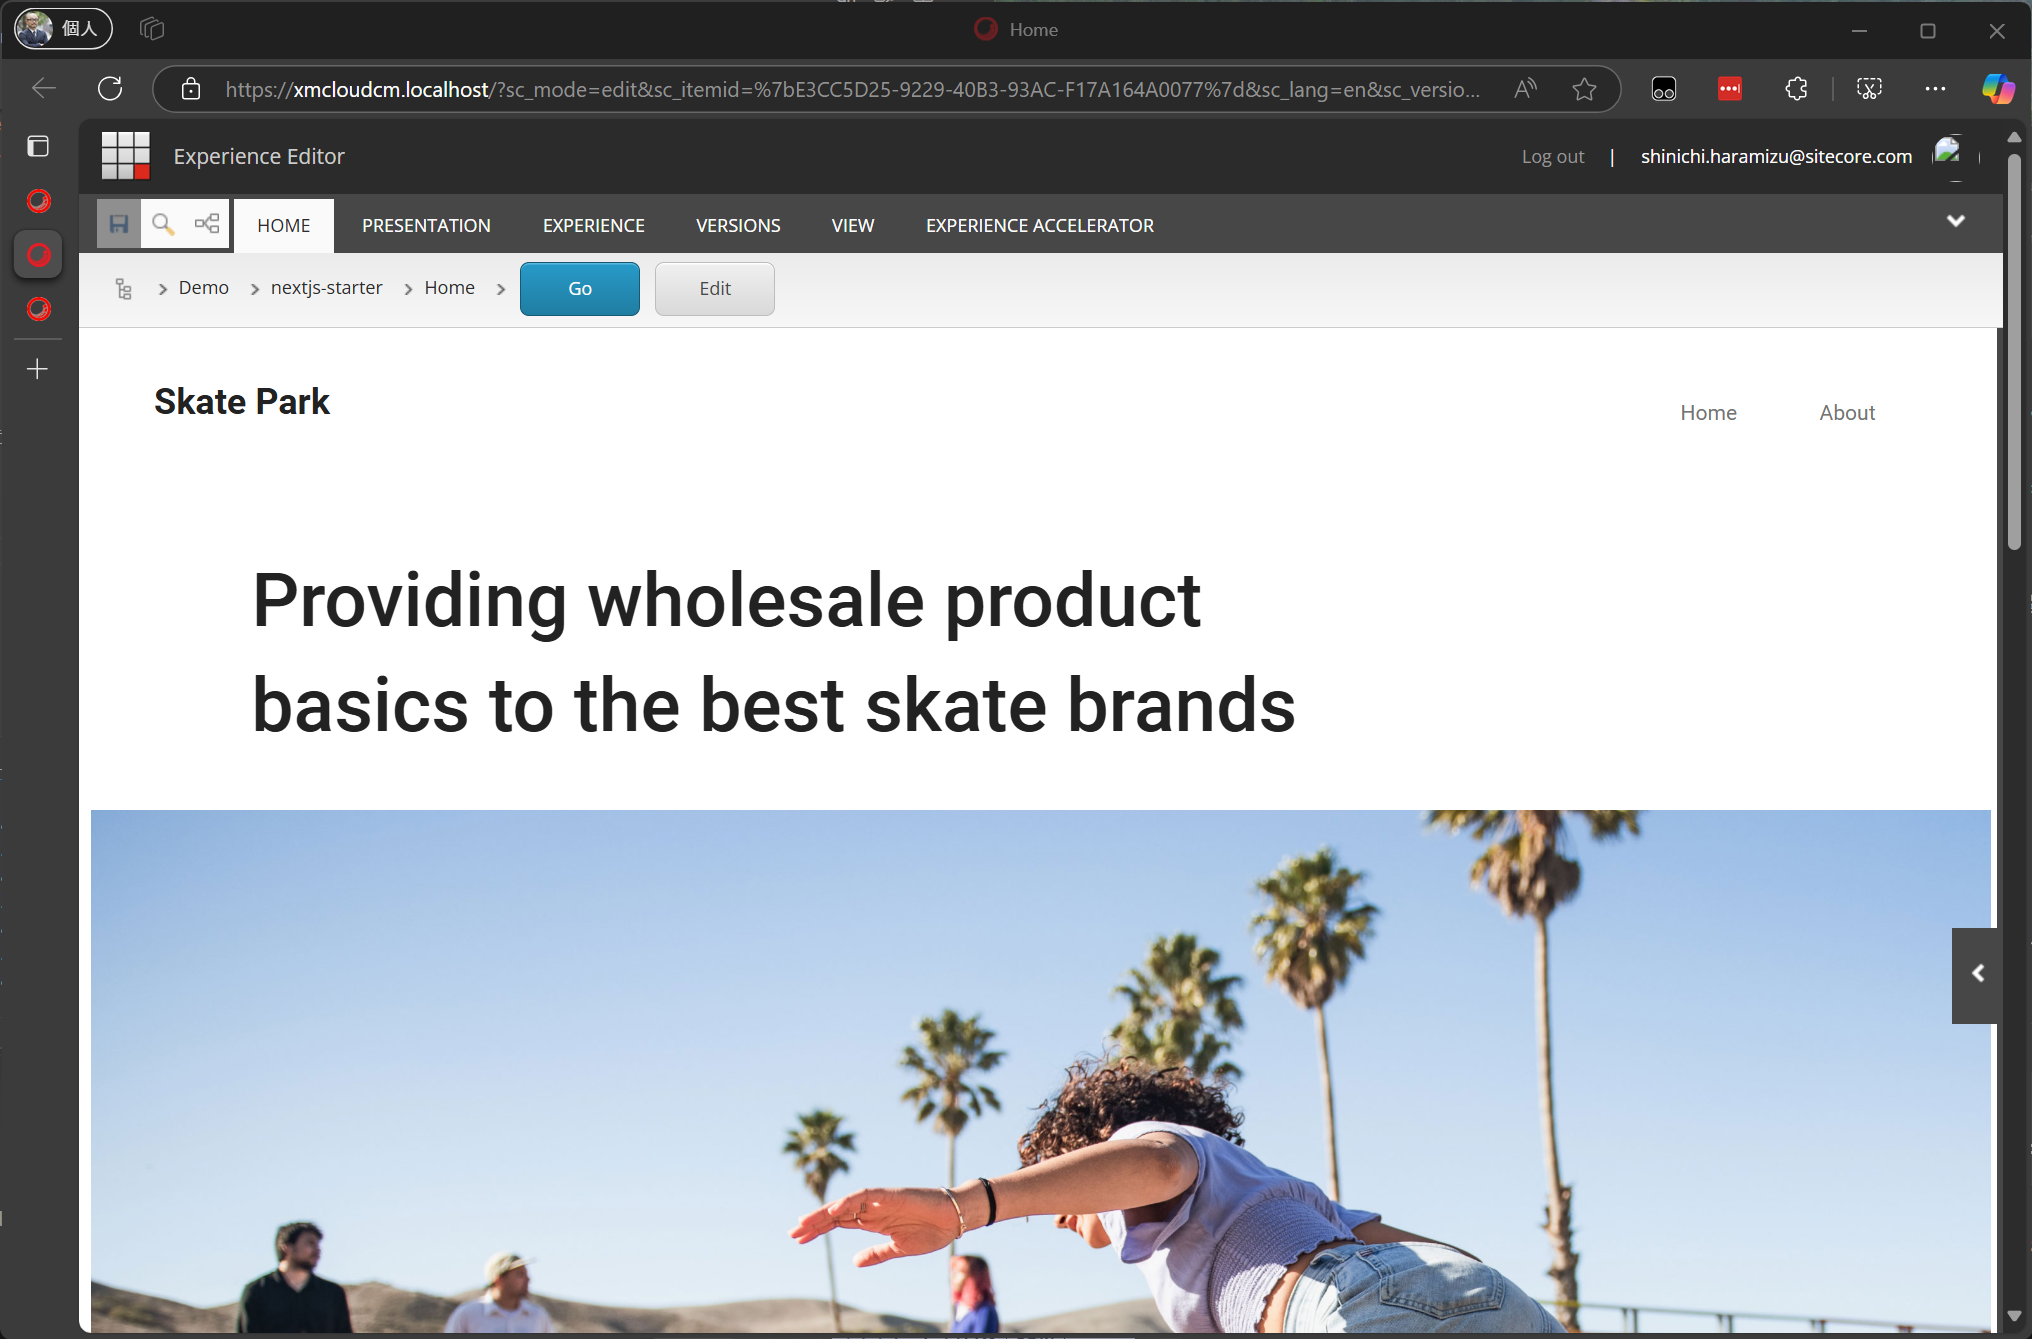 個人
Home
https://xmcloudcm.localhost/?sc_mode=edit&sc_itemid=%7bE3CC5D25-9229-40B3-93AC-F17A164A0077%7d&sc_lang=en&sc_versio...
Experience Editor
Log out | shinichi.haramizu@sitecore.com
HOME PRESENTATION EXPERIENCE VERSIONS VIEW EXPERIENCE ACCELERATOR
Demo nextjs-starter Home Go Edit
Skate Park
Home About
Providing wholesale product
basics to the best skate brands